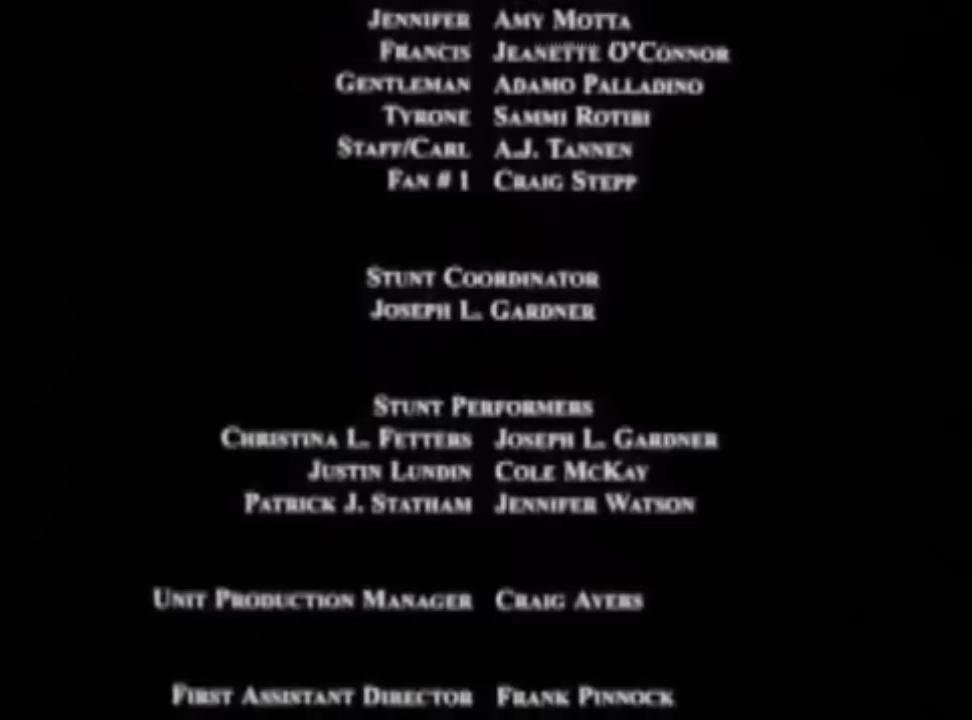 JENNIFER AMY MOTTA
FRANCIS JEANETTE O'CONNOR
GENTLEMAN ADAMO PALLADINO
TYRONE SAMMI ROTIBI
STAFF/CARL A.J. TANNEN
FAN # 1 CRAIG STEPP
STUNT COORDINATOR
JOSEPH L. GARDNER
STUNT PERFORMERS
CHRISTINA L. FETTERS JOSEPH L. GARDNER
JUSTIN LUNDIN COLE MCKAY
PATRICK J. STATHAM JENNIFER WATSON
UNIT PRODUCTION MANAGER CRAIG AYERS
FIRST ASSISTANT DIRECTOR FRANK PINNOCK